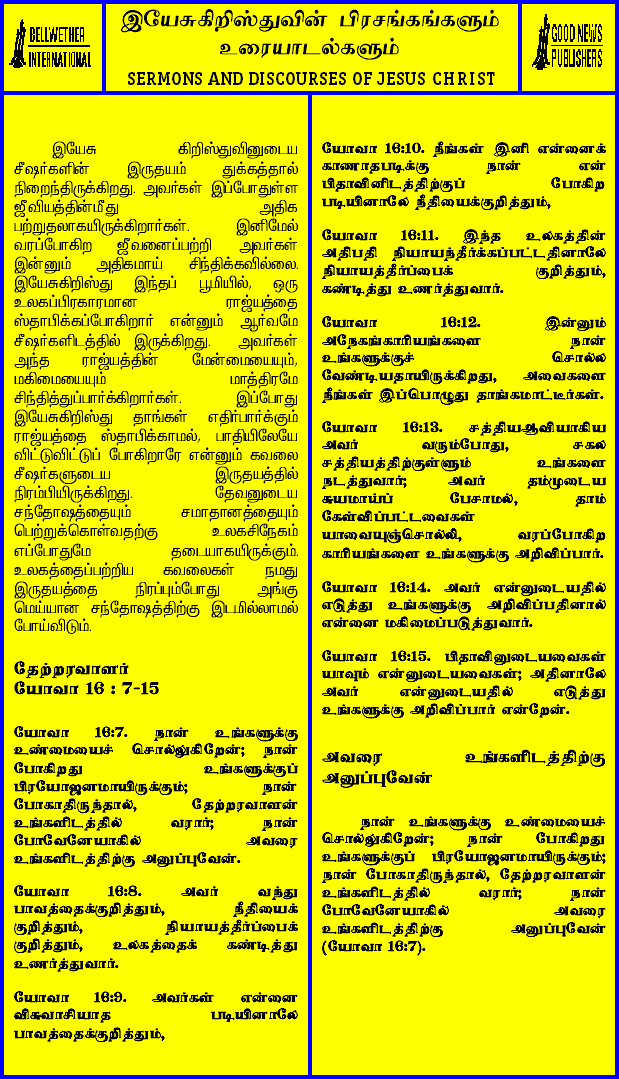 BELLWETHER
INTERNATIONAL
இயேசுகிறிஸ்துவின் பிரசங்கங்களும்
உரையாடல்களும்
SERMONS AND DISCOURSES OF JESUS CHRIST
GOOD NEWS
PUBLISHERS
இயேசு கிறிஸ்துவினுடைய
சீஷர்களின் இருதயம் துக்கத்தால்
நிறைந்திருக்கிறது. அவர்கள் இப்போதுள்ள
ஜீவியத்தின்மீது அதிக
பற்றுதலாகயிருக்கிறார்கள். இனிமேல்
வரப்போகிற ஜீவனைப்பற்றி அவர்கள்
இன்னும் அதிகமாய் சிந்திக்கவில்லை.
இயேசுகிறிஸ்து இந்தப் பூமியில், ஒரு
உலகப்பிரகாரமான ராஜ்யத்தை
ஸ்தாபிக்கப்போகிறார் என்னும் ஆர்வமே
சீஷர்களிடத்தில் இருக்கிறது. அவர்கள்
அந்த ராஜ்யத்தின் மேன்மையையும்,
மகிமையையும் மாத்திரமே
சிந்தித்துப்பார்க்கிறார்கள். இப்போது
இயேசுகிறிஸ்து தாங்கள் எதிர்பார்க்கும்
ராஜ்யத்தை ஸ்தாபிக்காமல், பாதியிலேயே
விட்டுவிட்டுப் போகிறாரே என்னும் கவலை
சீஷர்களுடைய இருதயத்தில்
நிரம்பியிருக்கிறது. தேவனுடைய
சந்தோஷத்தையும் சமாதானத்தையும்
பெற்றுக்கொள்வதற்கு உலகசிநேகம்
எப்போதுமே தடையாகயிருக்கும்.
உலகத்தைப்பற்றிய கவலைகள் நமது
இருதயத்தை நிரப்பும்போது அங்கு
மெய்யான சந்தோஷத்திற்கு இடமில்லாமல்
போய்விடும்.
தேற்றரவாளர்
யோவா 16 : 7-15
யோவா 16:7. நான் உங்களுக்கு
உண்மையைச் சொல்லுகிறேன்; நான்
போகிறது உங்களுக்குப்
பிரயோஜனமாயிருக்கும்; நான்
போகாதிருந்தால், தேற்றரவாளன்
உங்களிடத்தில் வரார்; நான்
போவேனேயாகில் அவரை
உங்களிடத்திற்கு அனுப்புவேன்.
யோவா 16:8. அவர் வந்து
பாவத்தைக்குறித்தும், நீதியைக்
குறித்தும், நியாயத்தீர்ப்பைக்
குறித்தும், உலகத்தைக் கண்டித்து
உணர்த்துவார்.
யோவா 16:9. அவர்கள் என்னை
விசுவாசியாத படியினாலே
பாவத்தைக்குறித்தும்,
யோவா 16:10. நீங்கள் இனி என்னைக்
காணாதபடிக்கு நான் என்
பிதாவினிடத்திற்குப் போகிற
படியினாலே நீதியைக்குறித்தும்,
யோவா 16:11. இந்த உலகத்தின்
அதிபதி நியாயந்தீர்க்கப்பட்டதினாலே
நியாயத்தீர்ப்பைக் குறித்தும்,
கண்டித்து உணர்த்துவார்.
யோவா 16:12. இன்னும்
அநேகங்காரியங்களை நான்
உங்களுக்குச் சொல்ல
வேண்டியதாயிருக்கிறது, அவைகளை
நீங்கள் இப்பொழுது தாங்கமாட்டீர்கள்.
யோவா 16:13. சத்தியஆவியாகிய
அவர் வரும்போது, சகல
சத்தியத்திற்குள்ளும் உங்களை
நடத்துவார்; அவர் தம்முடைய
சுயமாய்ப் பேசாமல், தாம்
கேள்விப்பட்டவைகள்
யாவையுஞ்சொல்லி, வரப்போகிற
காரியங்களை உங்களுக்கு அறிவிப்பார்.
யோவா 16:14. அவர் என்னுடையதில்
எடுத்து உங்களுக்கு அறிவிப்பதினால்
என்னை மகிமைப்படுத்துவார்.
யோவா 16:15. பிதாவினுடையவைகள்
யாவும் என்னுடையவைகள்; அதினாலே
அவர் என்னுடையதில் எடுத்து
உங்களுக்கு அறிவிப்பார் என்றேன்.
அவரை உங்களிடத்திற்கு
அனுப்புவேன்
நான் உங்களுக்கு உண்மையைச்
சொல்லுகிறேன்; நான் போகிறது
உங்களுக்குப் பிரயோஜனமாயிருக்கும்;
நான் போகாதிருந்தால், தேற்றரவாளன்
உங்களிடத்தில் வரார்; நான்
போவேனேயாகில் அவரை
உங்களிடத்திற்கு அனுப்புவேன்
(யோவா 16:7).